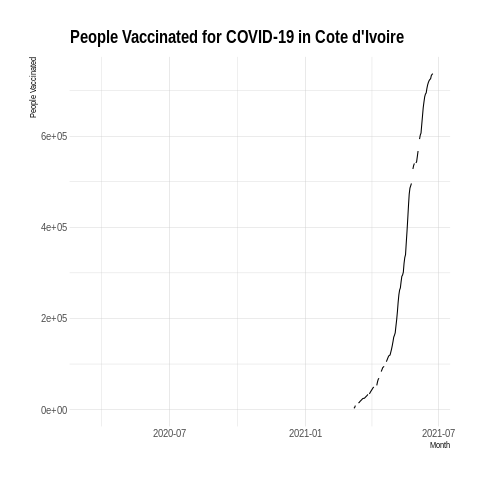 People Vaccinated for COVID-19 in Cote d'Ivoire
People Vaccinated
6e+05
4e+05
2e+05
0e+00
2020-07 2021-01 2021-07
Month